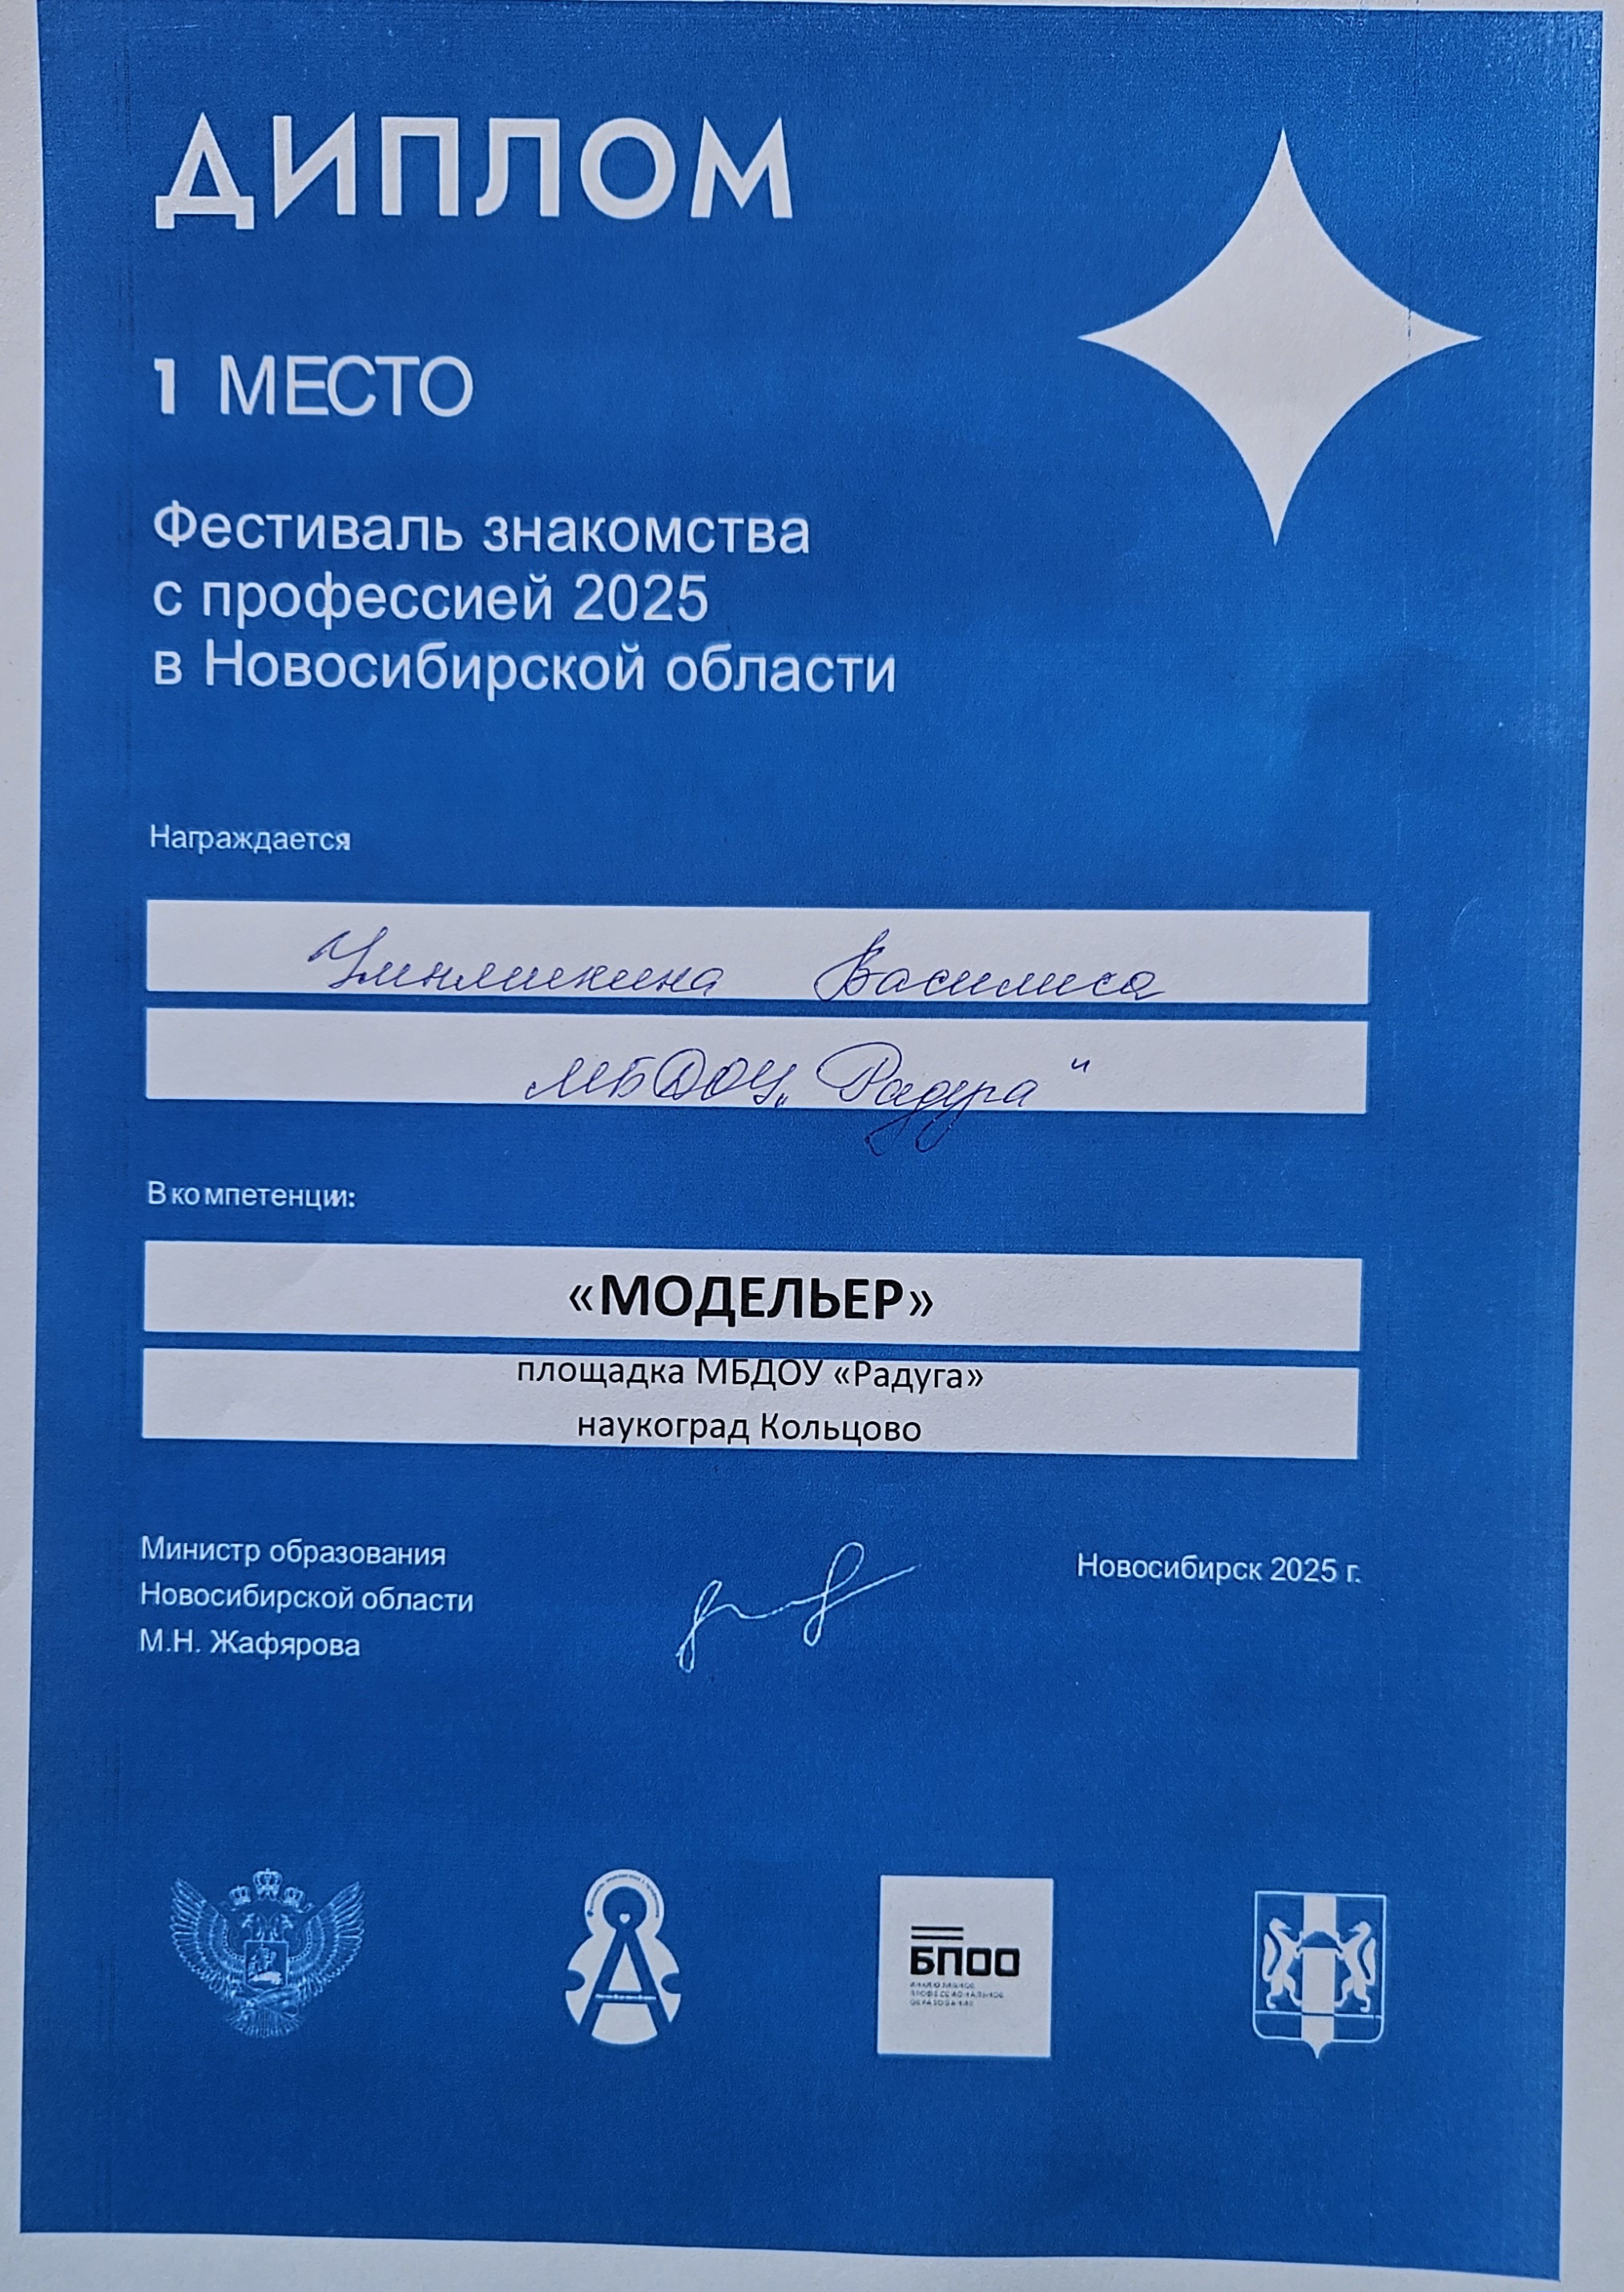 ДИПЛОМ
1 МЕСТО
Фестиваль знакомства
с профессией 2025
в Новосибирской области
Награждается
Василиса
МБДОУ „Радуга"
В компетенции:
«МОДЕЛЬЕР»
площадка МБДОУ «Радуга»
наукоград Кольцово
Министр образования
Новосибирской области
М.Н. Жафярова
Новосибирск 2025 г.
БПОО